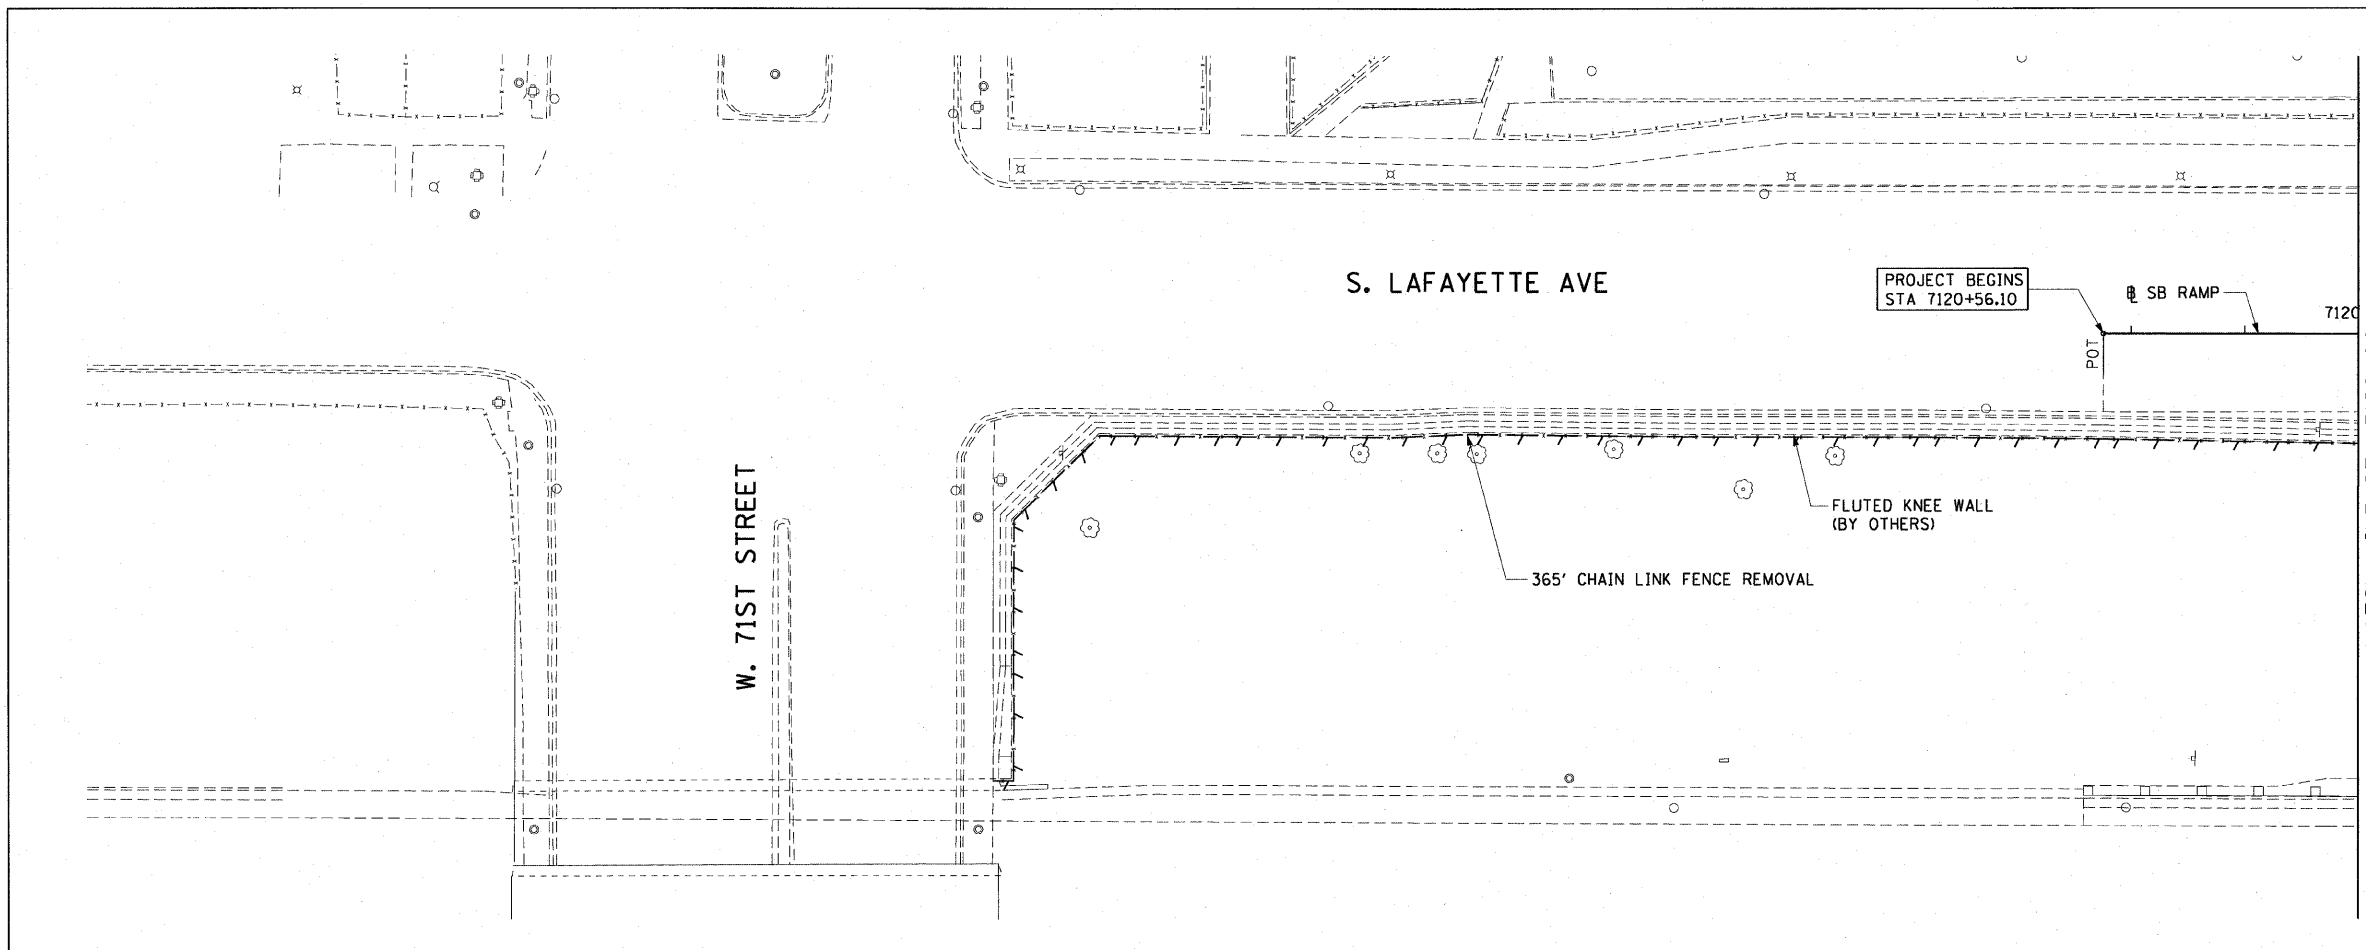 S. LAFAYETTE AVE
PROJECT BEGINS
STA 7120+56.10
SB RAMP
7120
POT
W. 71ST STREET
FLUTED KNEE WALL
(BY OTHERS)
365' CHAIN LINK FENCE REMOVAL